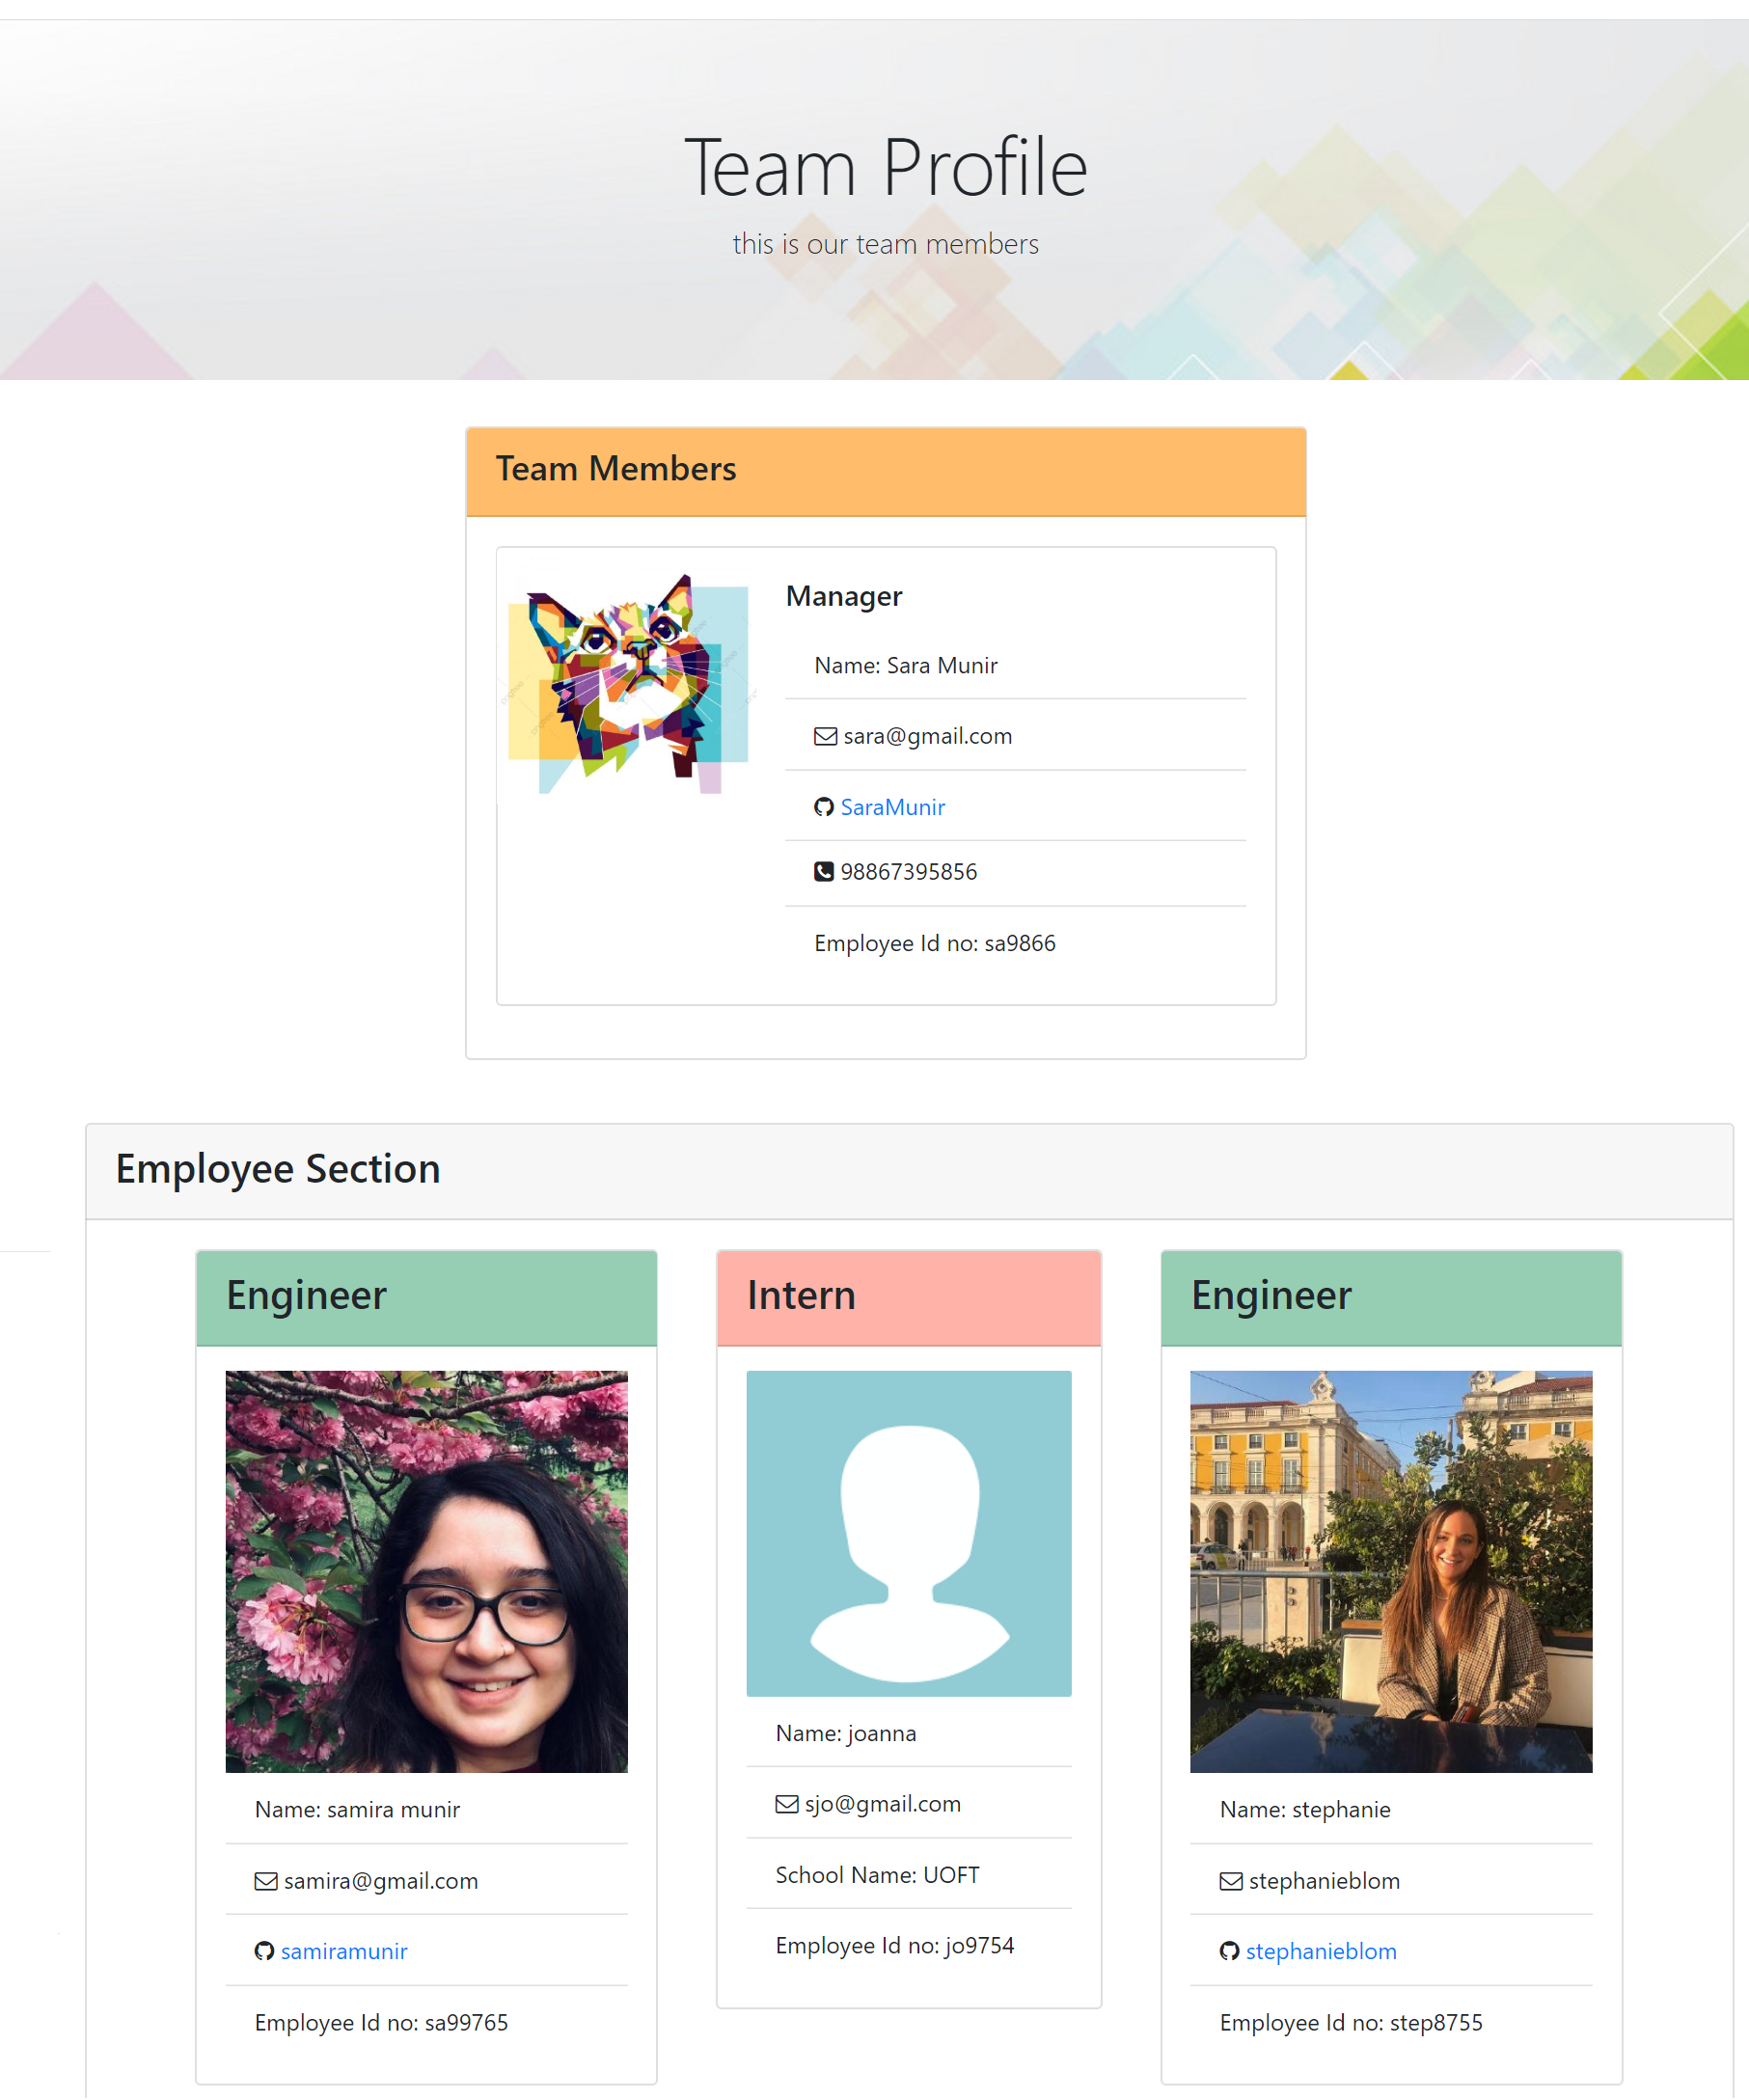 Team Profile
this is our team members
Team Members
Manager
Name: Sara Munir
sara@gmail.com
SaraMunir
98867395856
Employee Id no: sa9866
Employee Section
Engineer
Name: samira munir
samira@gmail.com
samiramunir
Employee Id no: sa99765
Intern
Name: joanna
sjo@gmail.com
School Name: UOFT
Employee Id no: jo9754
Engineer
Name: stephanie
stephanieblom
stephanieblom
Employee Id no: step8755